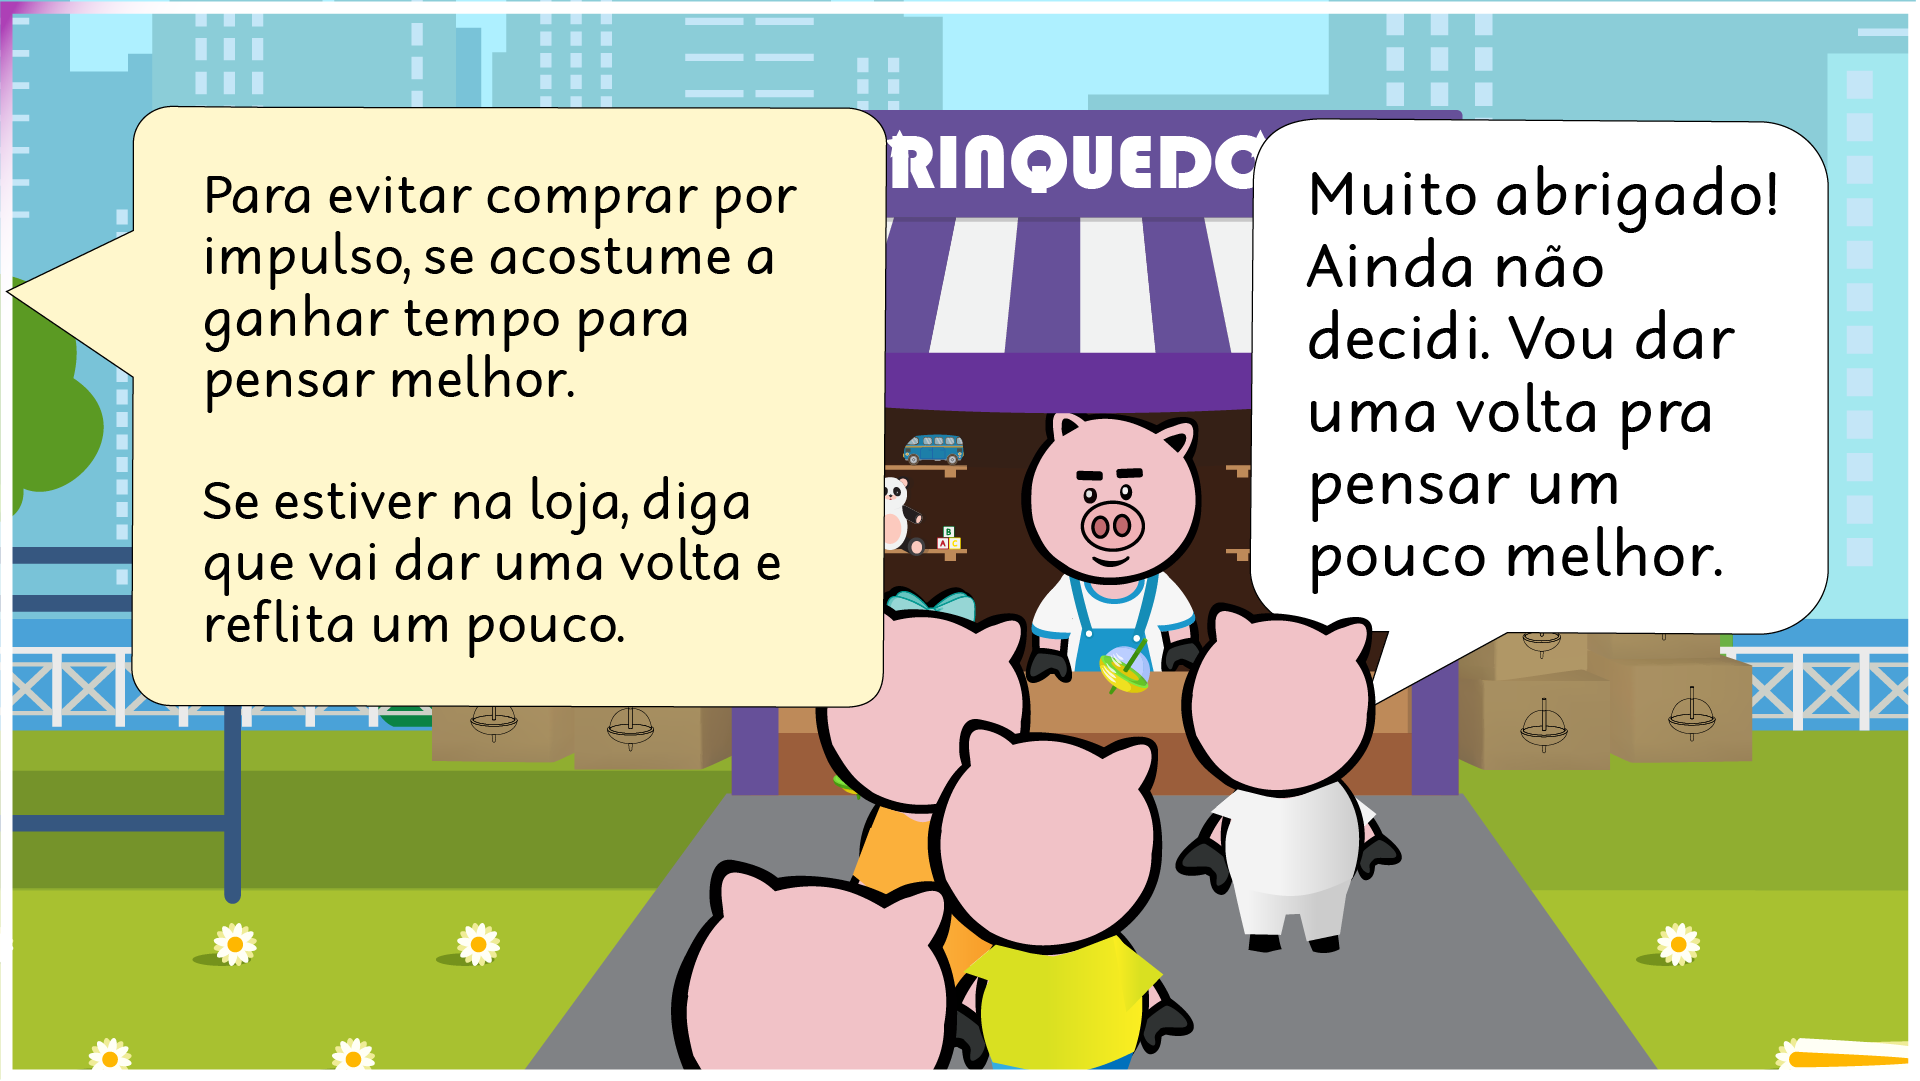 RINQUEDO
Para evitar comprar por
impulso, se acostume a
ganhar tempo para
pensar melhor.
Se estiver na loja, diga
que vai dar uma volta e
reflita um pouco.
Muito abrigado!
Ainda não
decidi. Vou dar
uma volta pra
pensar um
pouco melhor.
B
A C